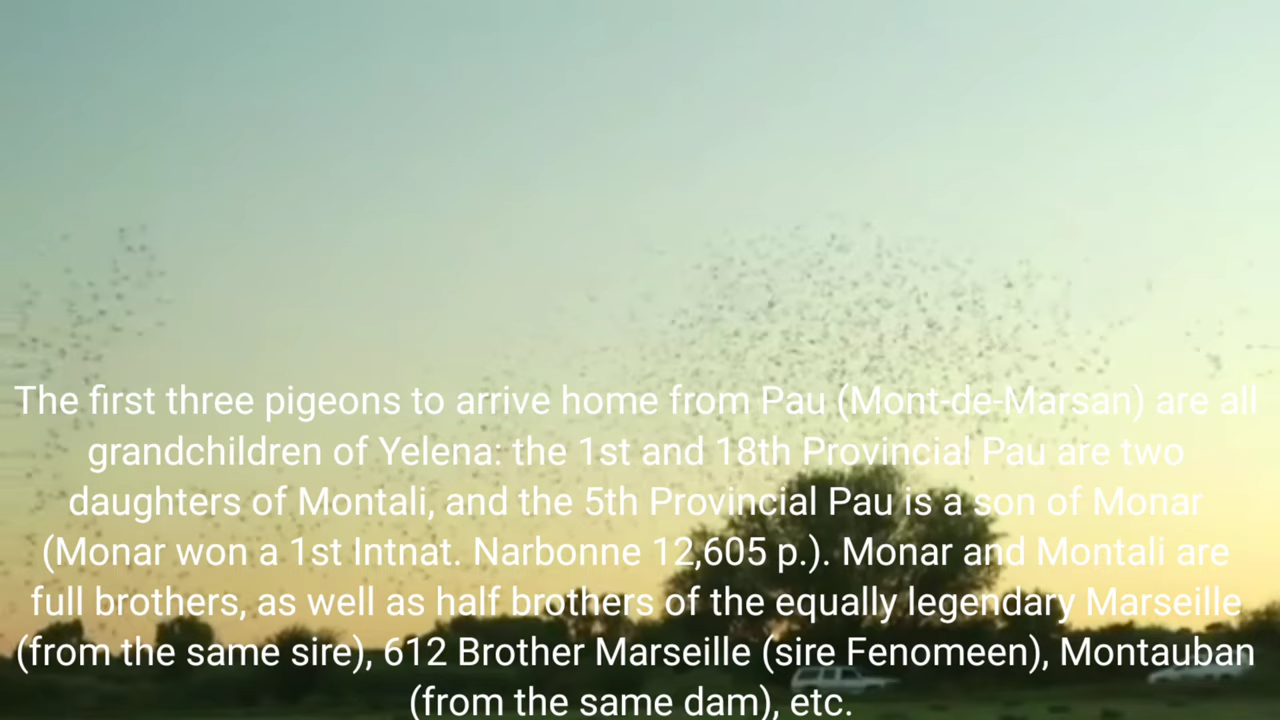 The first three pigeons to arrive home from Pau (Mont-de-Marsan) are all
grandchildren of Yelena: the 1st and 18th Provincial Pau are two
daughters of Montali, and the 5th Provincial Pau is a son of Monar
(Monar won a 1st Intnat. Narbonne 12,605 p.). Monar and Montali are
full brothers, as well as half brothers of the equally legendary Marseille
(from the same sire), 612 Brother Marseille (sire Fenomeen), Montauban
(from the same dam), etc.